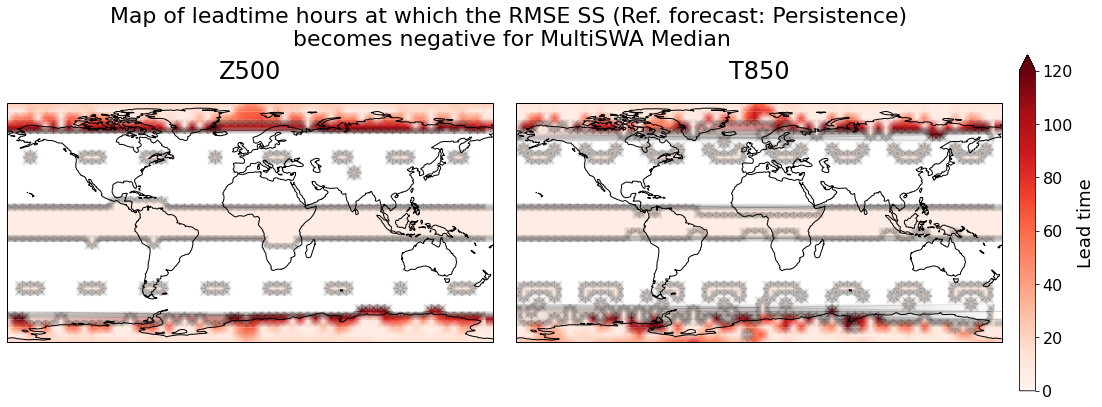 Map of leadtime hours at which the RMSE SS (Ref. forecast: Persistence)
becomes negative for MultiSWA Median
Z500
T850
120
100
80
60
40
20
0
Lead time